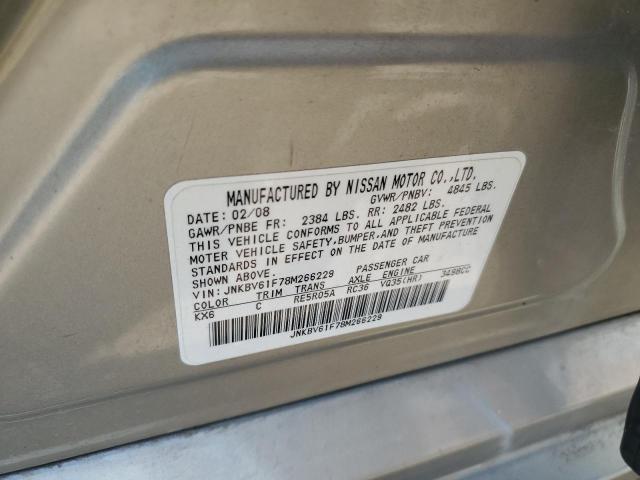 MANUFACTURED BY NISSAN MOTOR CO.,LTD.
DATE: 02/08 GVWR/PNBV: 4845 LBS.
GAWR/PNBE FR: 2384 LBS. RR: 2482 LBS.
THIS VEHICLE CONFORMS TO ALL APPLICABLE FEDERAL
MOTOR VEHICLE SAFETY,BUMPER,AND THEFT PREVENTION
STANDARDS IN EFFECT ON THE DATE OF MANUFACTURE
SHOWN ABOVE.
VIN: JNKBV61F78M266229 PASSENGER CAR
COLOR TRIM TRANS AXLE ENGINE 3498CC
KX6 C RE5R05A RC36 VQ35(HR)
JNKBV61F78M266229